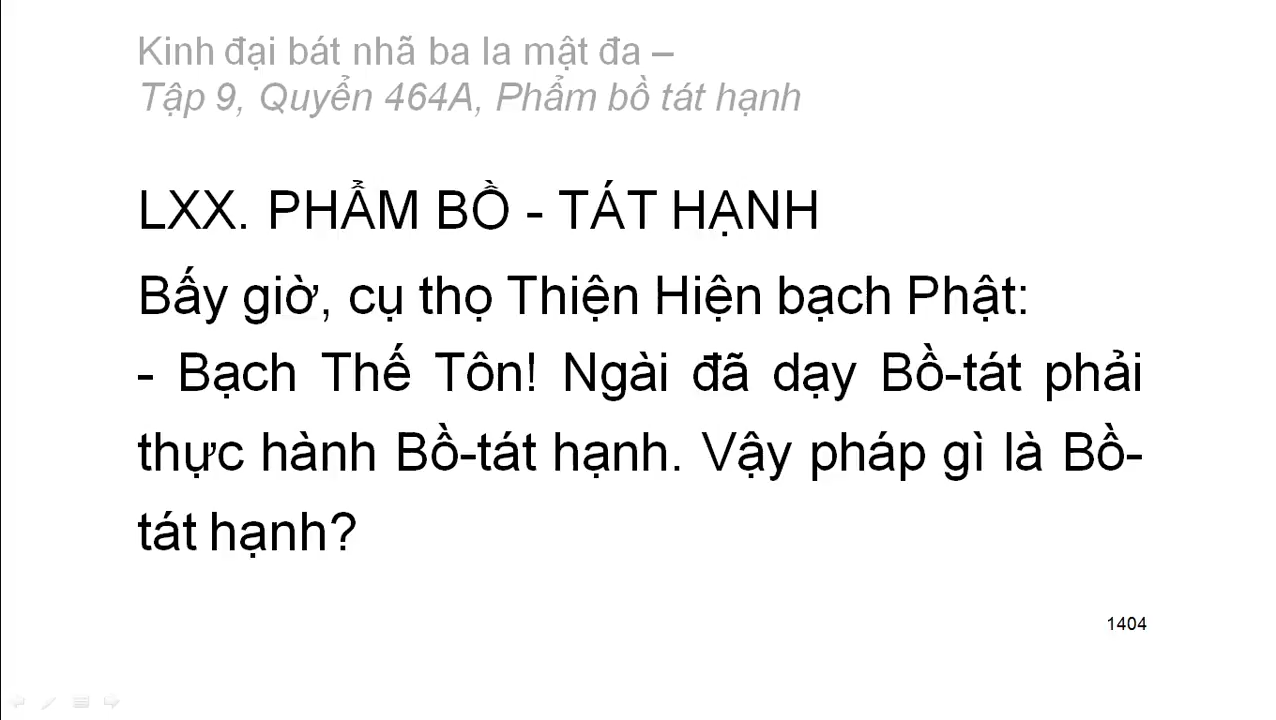 Kinh đại bát nhã ba la mật đa –
Tập 9, Quyển 464A, Phẩm bồ tát hạnh
LXX. PHẨM BỒ - TÁT HẠNH
Bấy giờ, cụ thọ Thiện Hiện bạch Phật:
- Bạch Thế Tôn! Ngài đã dạy Bồ-tát phải
thực hành Bồ-tát hạnh. Vậy pháp gì là Bồ-
tát hạnh?
1404